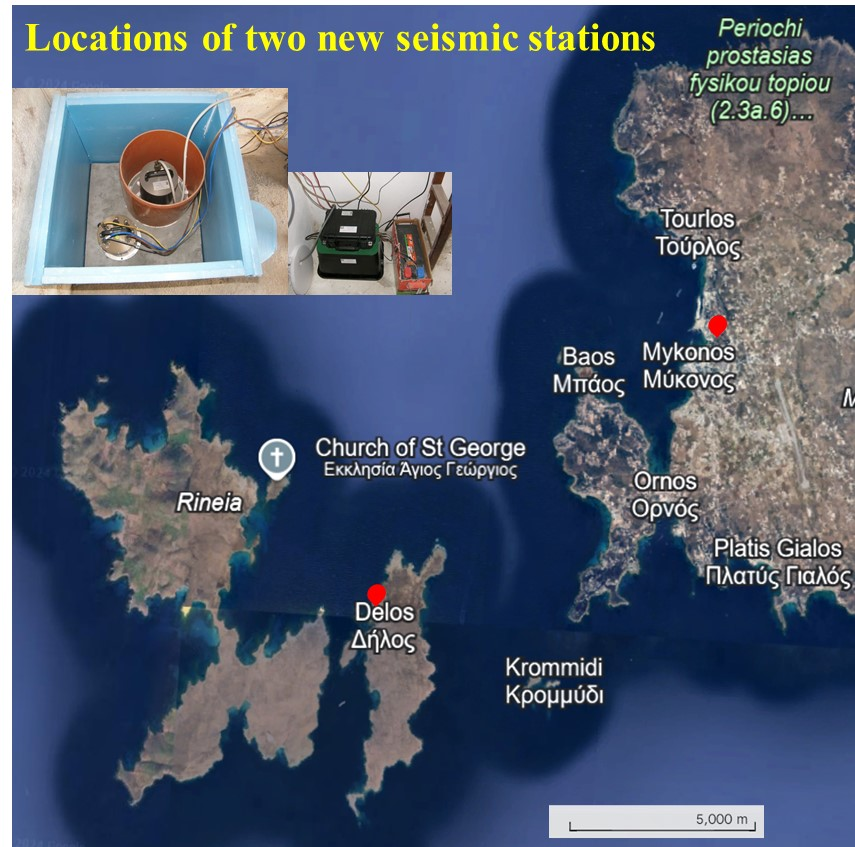 Locations of two new seismic stations
Periochi
prostasias
fysikou topiou
(2.3a.6)...
Tourlos
Τούρλος
Baos
Μπάος
Mykonos
Μύκονος
M
Church of St George
Εκκλησία Άγιος Γεώργιος
Rineia
Ornos
Ορνός
Platis Gialos
Πλατύς Γιαλός
Delos
Δήλος
Krommidi
Κρομμύδι
5,000 m